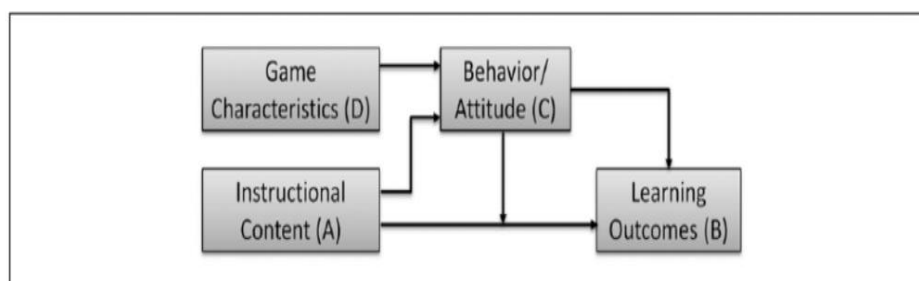 Game
Characteristics (D)
Behavior/
Attitude (C)
Instructional
Content (A)
Learning
Outcomes (B)